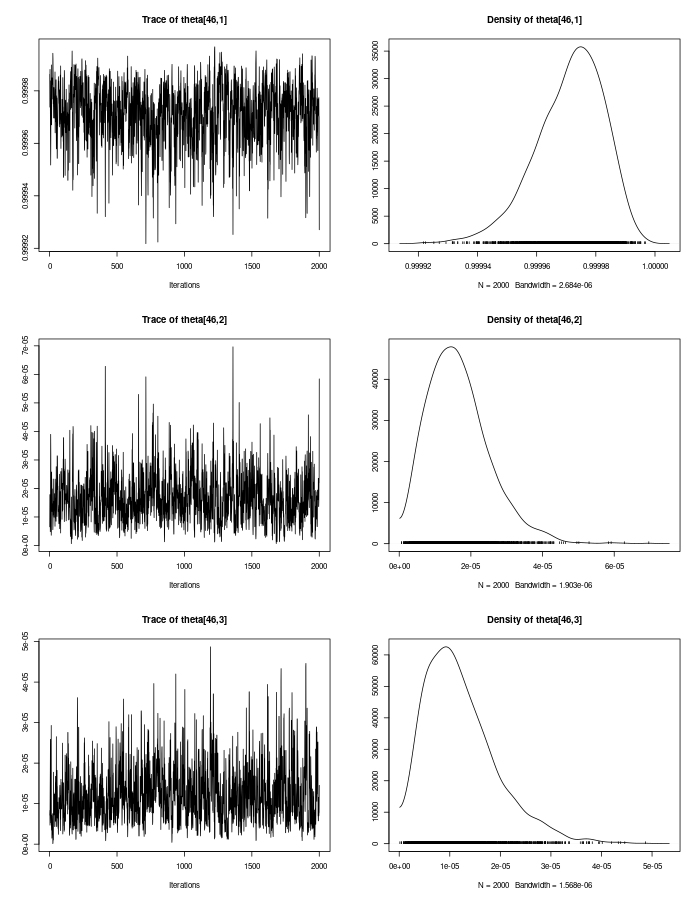 Trace of theta[46,1]
0.99992 0.99994 0.99996 0.99998
0 500 1000 1500 2000
Iterations
Density of theta[46,1]
0 5000 10000 15000 20000 25000 30000 35000
0.99992 0.99994 0.99996 0.99998 1.00000
N = 2000 Bandwidth = 2.684e-06
Trace of theta[46,2]
0e+00 1e-05 2e-05 3e-05 4e-05 5e-05 6e-05 7e-05
0 500 1000 1500 2000
Iterations
Density of theta[46,2]
0 10000 20000 30000 40000
0e+00 2e-05 4e-05 6e-05
N = 2000 Bandwidth = 1.903e-06
Trace of theta[46,3]
0e+00 1e-05 2e-05 3e-05 4e-05 5e-05
0 500 1000 1500 2000
Iterations
Density of theta[46,3]
0 10000 20000 30000 40000 50000 60000
0e+00 1e-05 2e-05 3e-05 4e-05 5e-05
N = 2000 Bandwidth = 1.568e-06